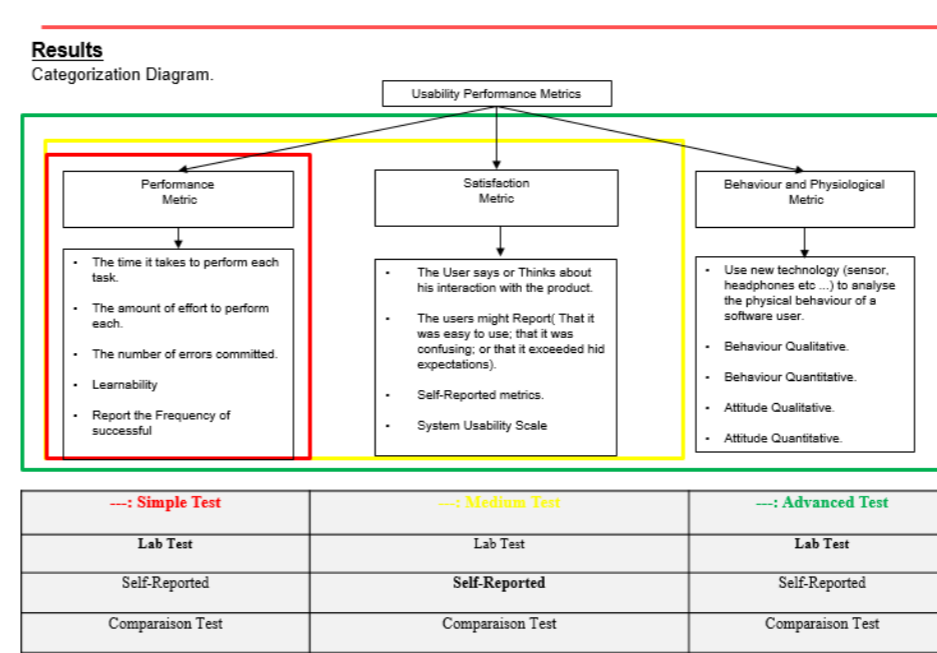 Results
Categorization Diagram.
Usability Performance Metrics
Performance
Metric
• The time it takes to perform each
task.
• The amount of effort to perform
each.
• The number of errors committed.
• Learnability
• Report the Frequency of
successful
Satisfaction
Metric
• The User says or Thinks about
his interaction with the product.
• The users might Report( That it
was easy to use; that it was
confusing; or that it exceeded hid
expectations).
• Self-Reported metrics.
• System Usability Scale
Behaviour and Physiological
Metric
• Use new technology (sensor,
headphones etc ...) to analyse
the physical behaviour of a
software user.
• Behaviour Qualitative.
• Behaviour Quantitative.
• Attitude Qualitative.
• Attitude Quantitative.
---: Simple Test ---: Medium Test ---: Advanced Test
Lab Test Lab Test Lab Test
Self-Reported Self-Reported Self-Reported
Comparaison Test Comparaison Test Comparaison Test